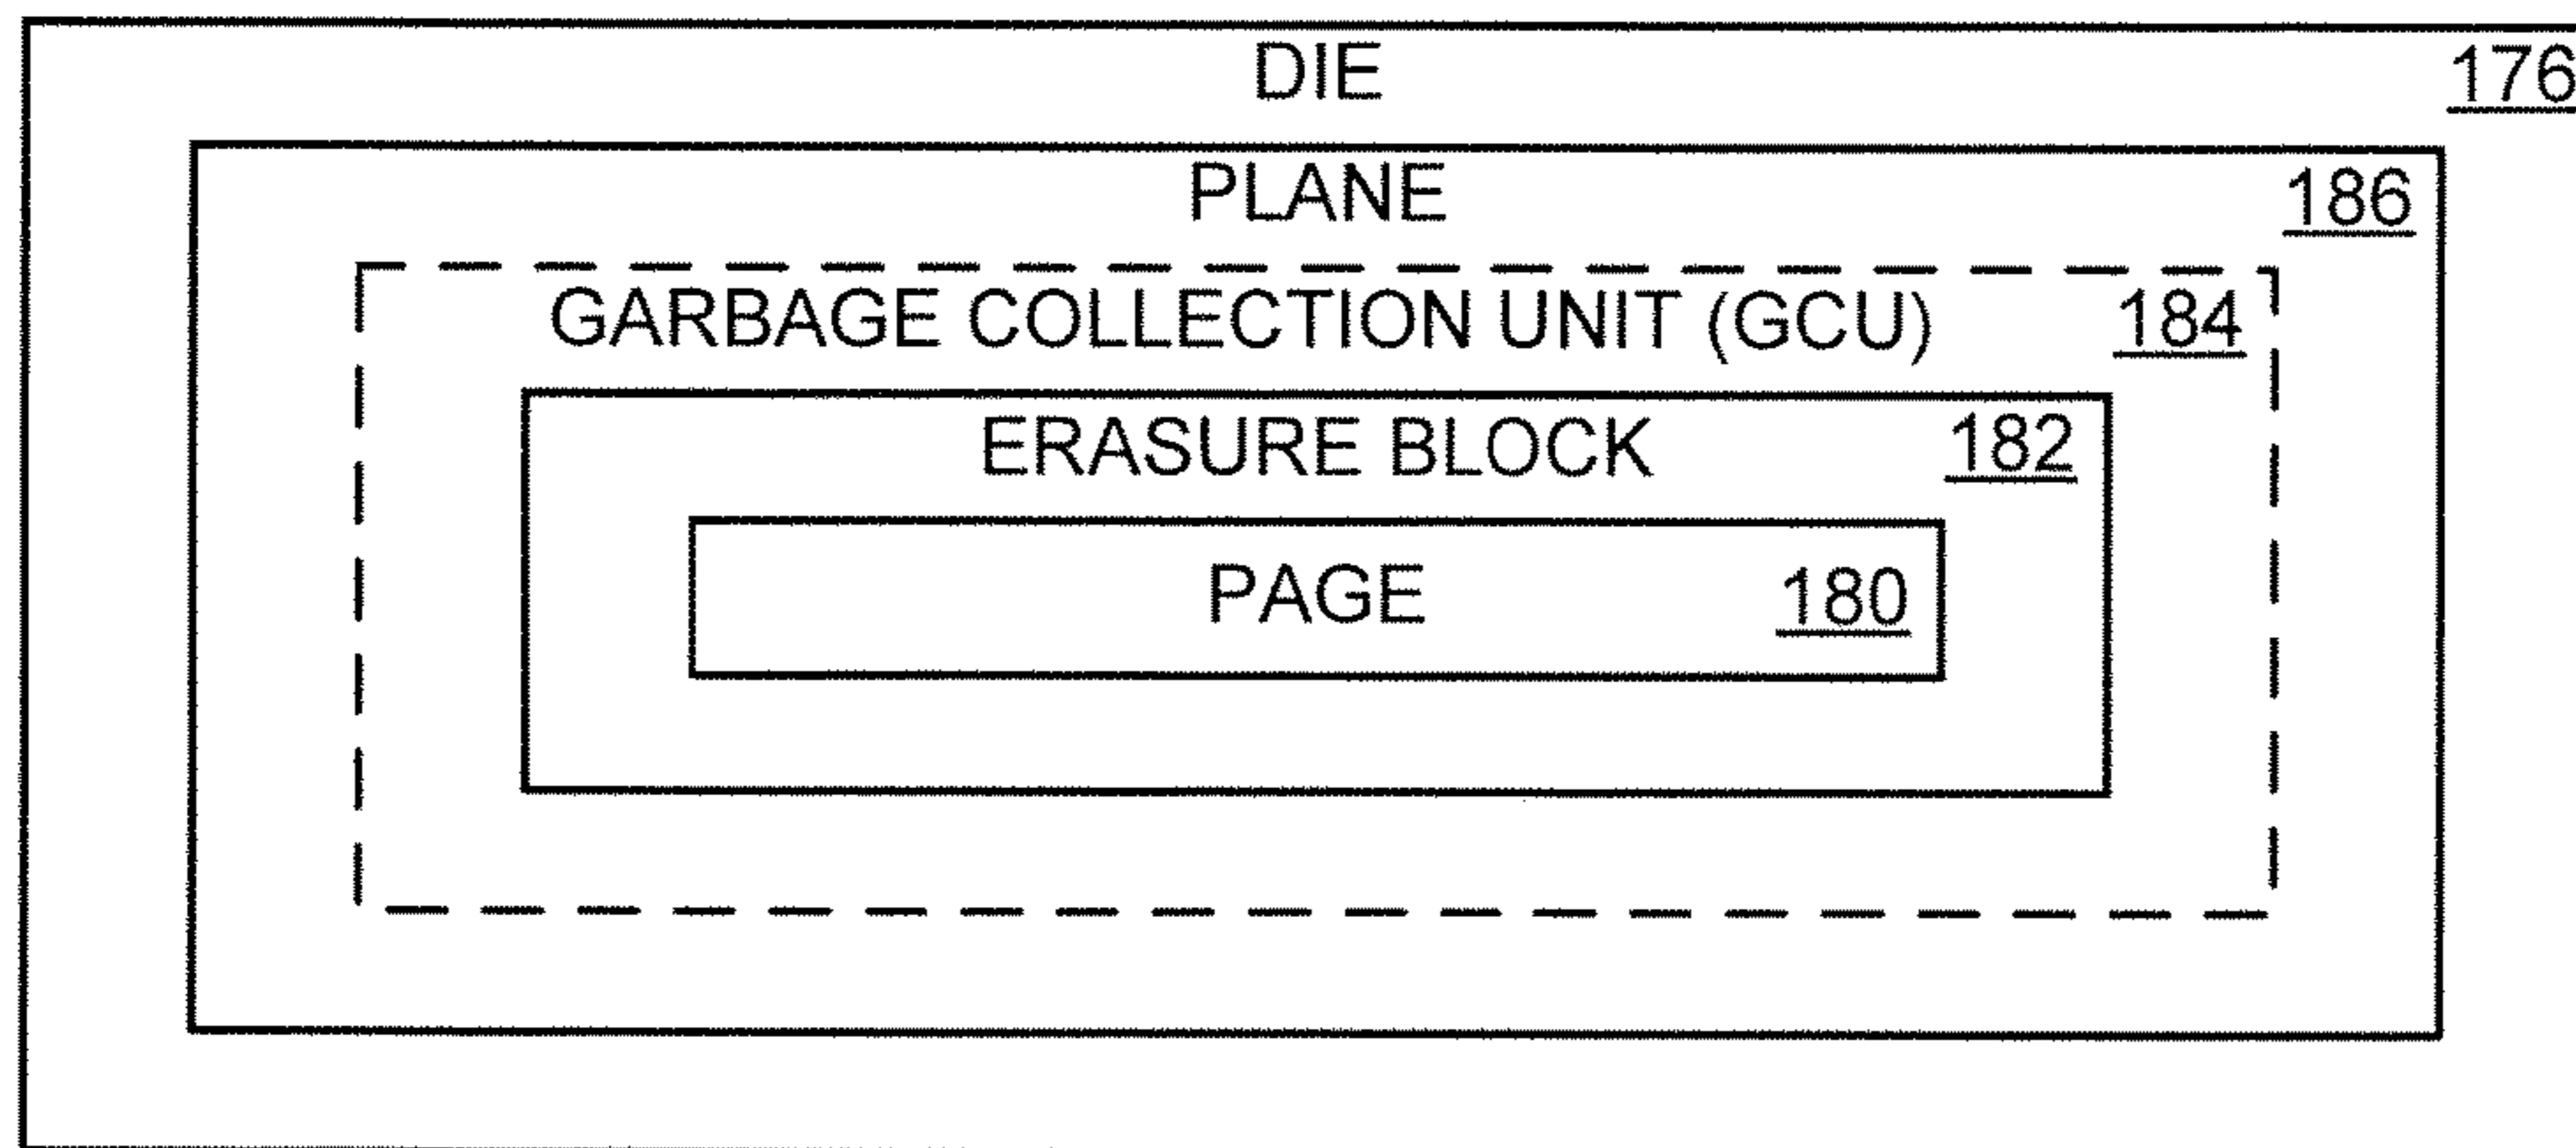 DIE 176
PLANE 186
GARBAGE COLLECTION UNIT (GCU) 184
ERASURE BLOCK 182
PAGE 180